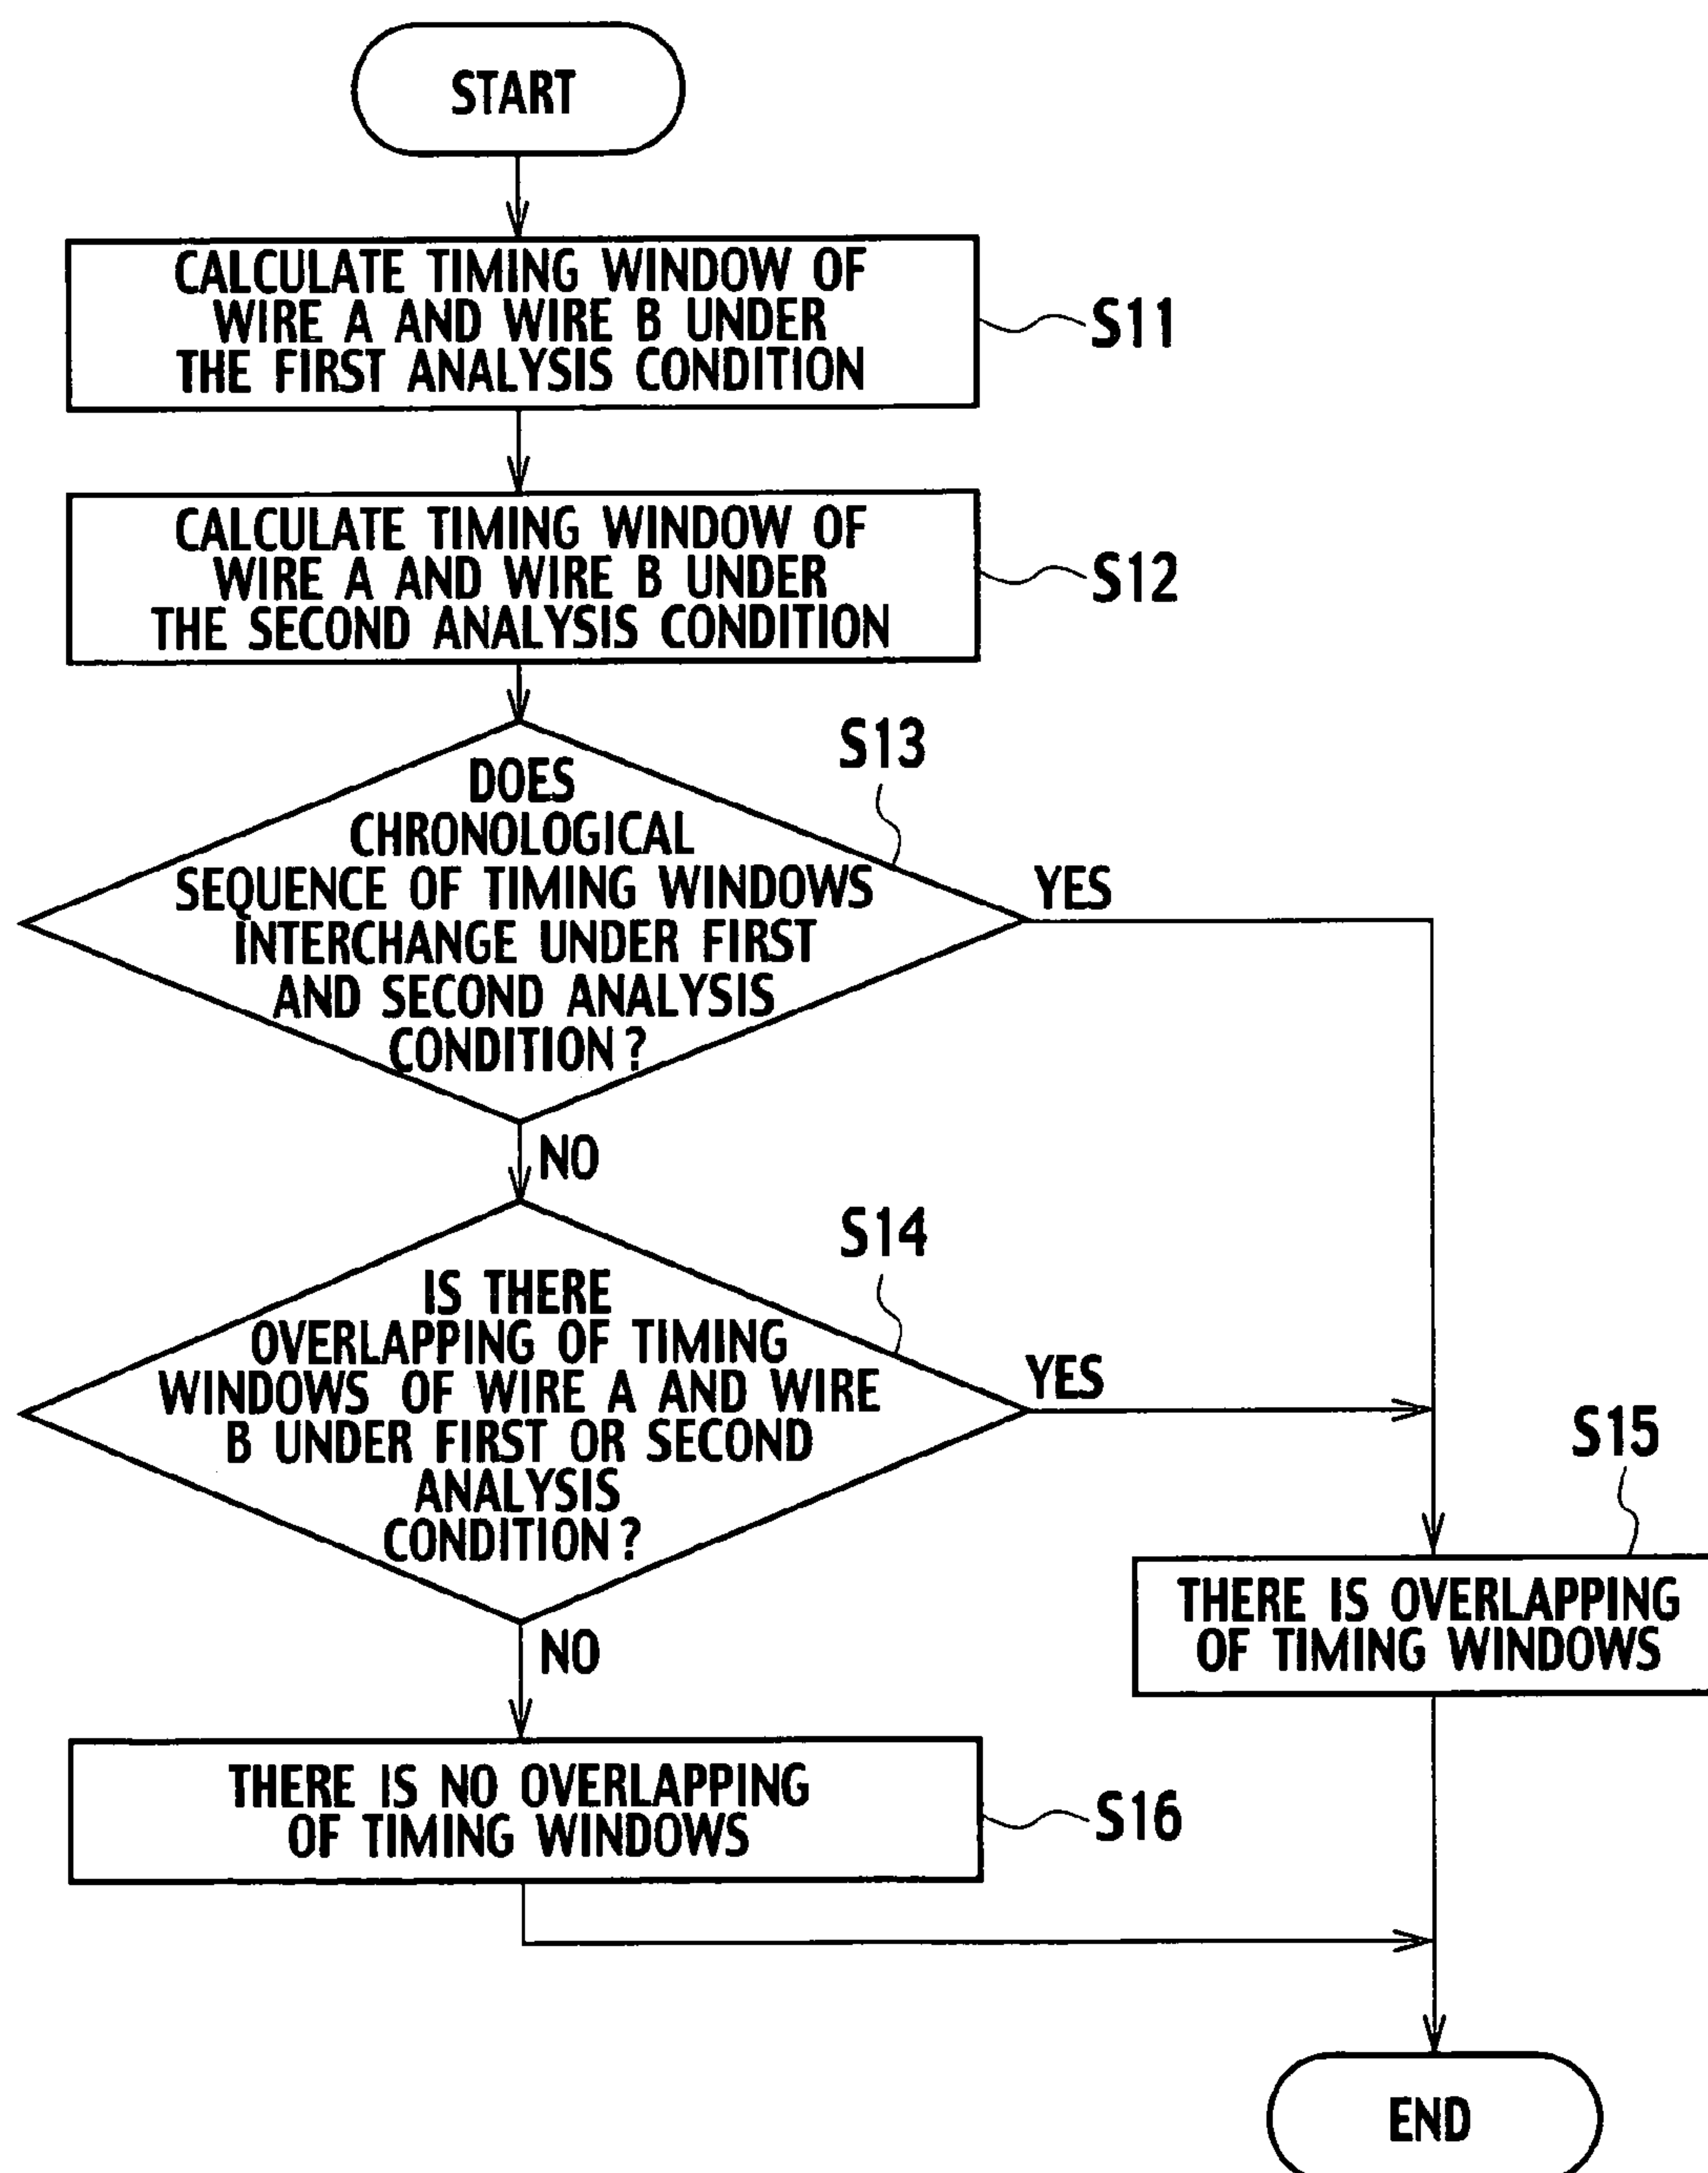 START
CALCULATE TIMING WINDOW OF
WIRE A AND WIRE B UNDER
THE FIRST ANALYSIS CONDITION
S11
CALCULATE TIMING WINDOW OF
WIRE A AND WIRE B UNDER
THE SECOND ANALYSIS CONDITION
S12
S13
DOES
CHRONOLOGICAL
SEQUENCE OF TIMING WINDOWS
INTERCHANGE UNDER FIRST
AND SECOND ANALYSIS
CONDITION?
YES
NO
S14
IS THERE
OVERLAPPING OF TIMING
WINDOWS OF WIRE A AND WIRE
B UNDER FIRST OR SECOND
ANALYSIS
CONDITION?
YES
NO
S15
THERE IS OVERLAPPING
OF TIMING WINDOWS
THERE IS NO OVERLAPPING
OF TIMING WINDOWS
S16
END